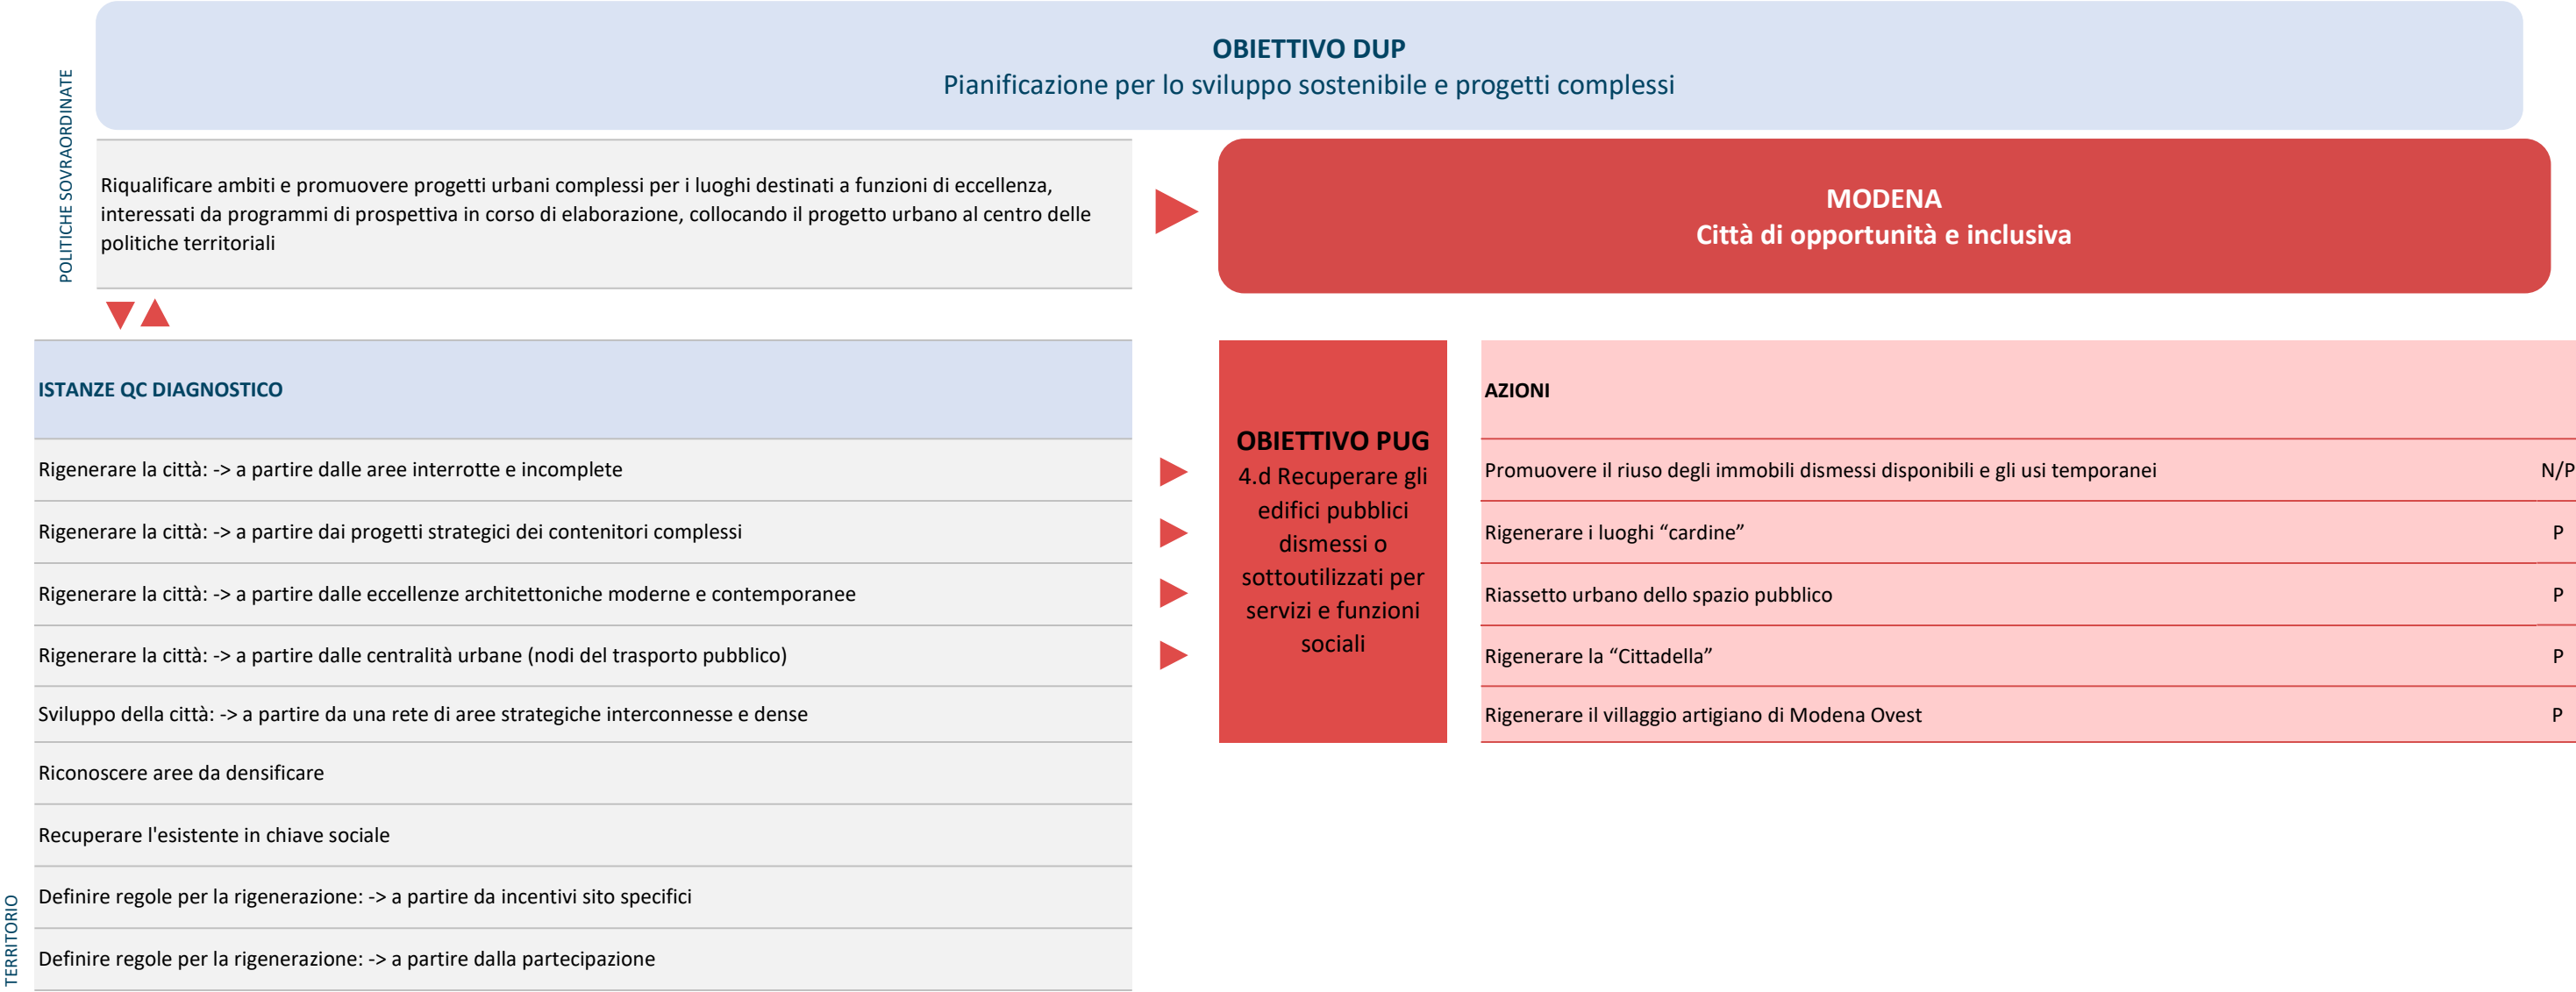 OBIETTIVO DUP
Pianificazione per lo sviluppo sostenibile e progetti complessi
POLITICHE SOVRAORDINATE
Riqualificare ambiti e promuovere progetti urbani complessi per i luoghi destinati a funzioni di eccellenza,
interessati da programmi di prospettiva in corso di elaborazione, collocando il progetto urbano al centro delle
politiche territoriali
MODENA
Città di opportunità e inclusiva
ISTANZE QC DIAGNOSTICO
Rigenerare la città: -> a partire dalle aree interrotte e incomplete
Rigenerare la città: -> a partire dai progetti strategici dei contenitori complessi
Rigenerare la città: -> a partire dalle eccellenze architettoniche moderne e contemporanee
Rigenerare la città: -> a partire dalle centralità urbane (nodi del trasporto pubblico)
Sviluppo della città: -> a partire da una rete di aree strategiche interconnesse e dense
Riconoscere aree da densificare
Recuperare l'esistente in chiave sociale
Definire regole per la rigenerazione: -> a partire da incentivi sito specifici
Definire regole per la rigenerazione: -> a partire dalla partecipazione
TERRITORIO
OBIETTIVO PUG
4.d Recuperare gli
edifici pubblici
dismessi o
sottoutilizzati per
servizi e funzioni
sociali
AZIONI
Promuovere il riuso degli immobili dismessi disponibili e gli usi temporanei N/P
Rigenerare i luoghi “cardine” P
Riassetto urbano dello spazio pubblico P
Rigenerare la “Cittadella” P
Rigenerare il villaggio artigiano di Modena Ovest P